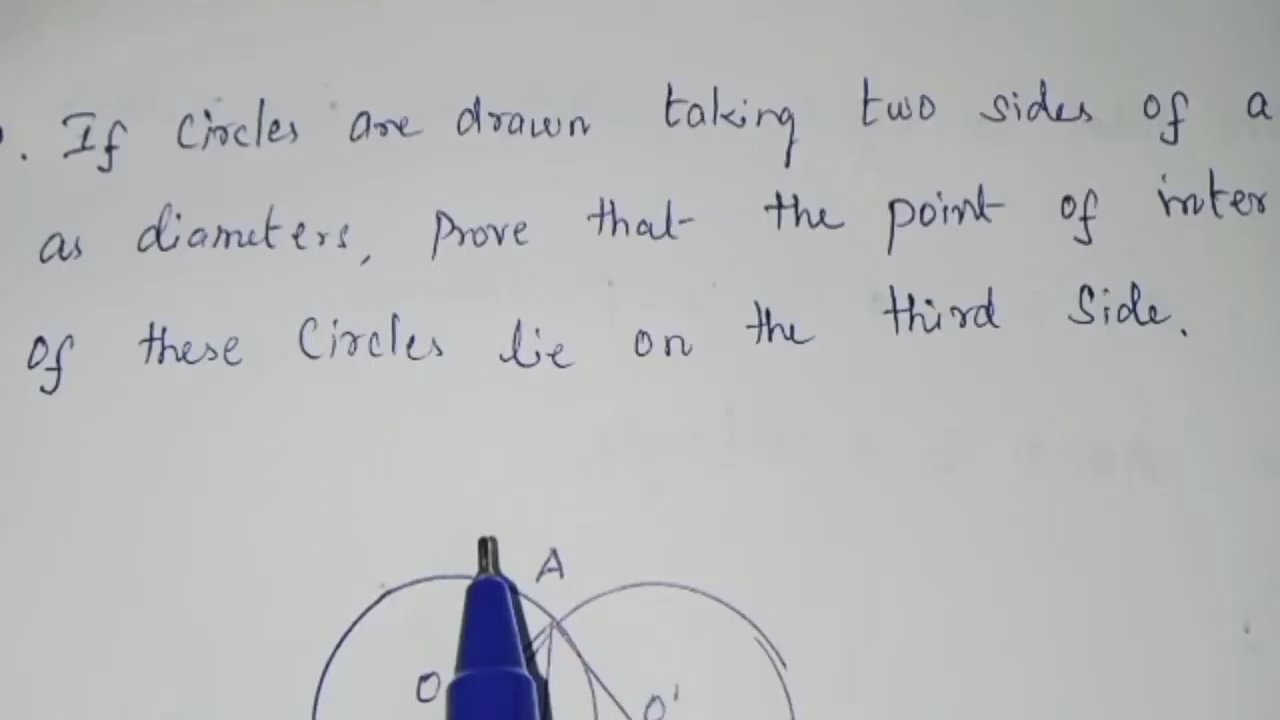 . If Circles are drawn taking two sides of a
as diameters, Prove that the point of inter
of these Circles lie on the third Side.
A
O O'